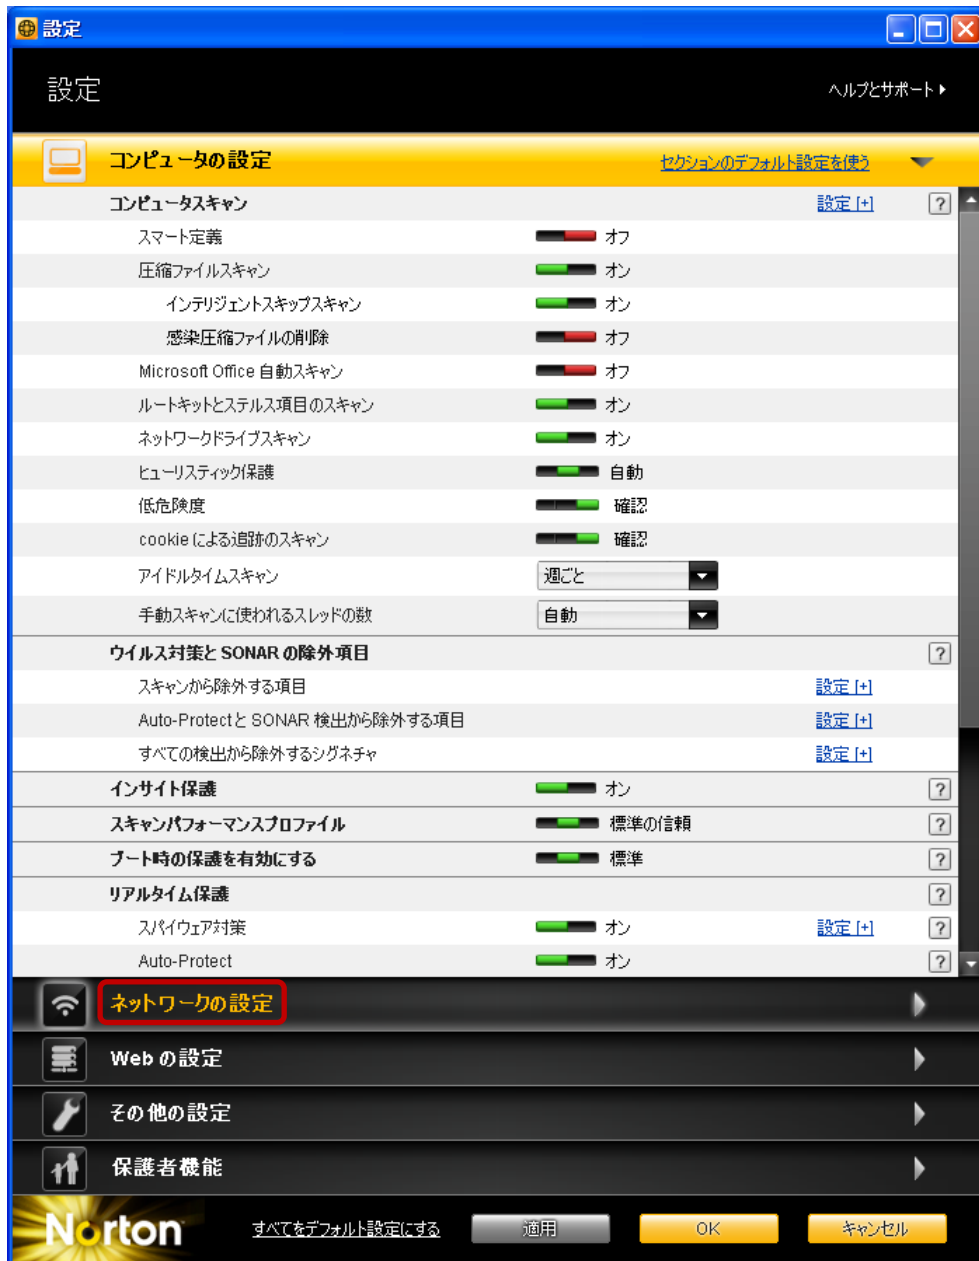 設定
設定
ヘルプとサポート
コンピュータの設定 セクションのデフォルト設定を使う
コンピュータスキャン 設定 [+] ?
スマート定義 オフ
圧縮ファイルスキャン オン
インテリジェントスキップスキャン オン
感染圧縮ファイルの削除 オフ
Microsoft Office 自動スキャン オフ
ルートキットとステルス項目のスキャン オン
ネットワークドライブスキャン オン
ヒューリスティック保護 自動
低危険度 確認
cookie による追跡のスキャン 確認
アイドルタイムスキャン 週ごと
手動スキャンに使われるスレッドの数 自動
ウイルス対策と SONAR の除外項目 ?
スキャンから除外する項目 設定 [+]
Auto-Protect と SONAR 検出から除外する項目 設定 [+]
すべての検出から除外するシグネチャ 設定 [+]
インサイト保護 オン ?
スキャンパフォーマンスプロファイル 標準の信頼 ?
ブート時の保護を有効にする 標準 ?
リアルタイム保護 ?
スパイウェア対策 オン 設定 [+] ?
Auto-Protect オン ?
ネットワークの設定
Web の設定
その他の設定
保護者機能
Norton すべてをデフォルト設定にする 適用 OK キャンセル